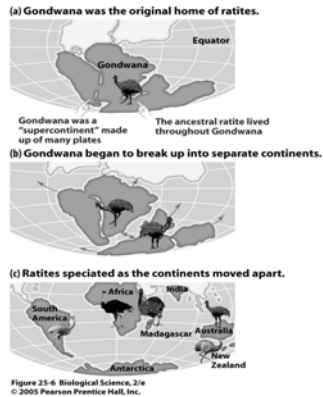 (a) Gondwana was the original home of ratites.
Equator
Gondwana
Gondwana was a
"supercontinent" made
up of many plates
The ancestral ratite lived
throughout Gondwana
(b) Gondwana began to break up into separate continents.
(c) Ratites speciated as the continents moved apart.
Africa
India
South
America
Madagascar
Australia
New
Zealand
Antarctica
Figure 25-6 Biological Science, 2/e
© 2005 Pearson Prentice Hall, Inc.